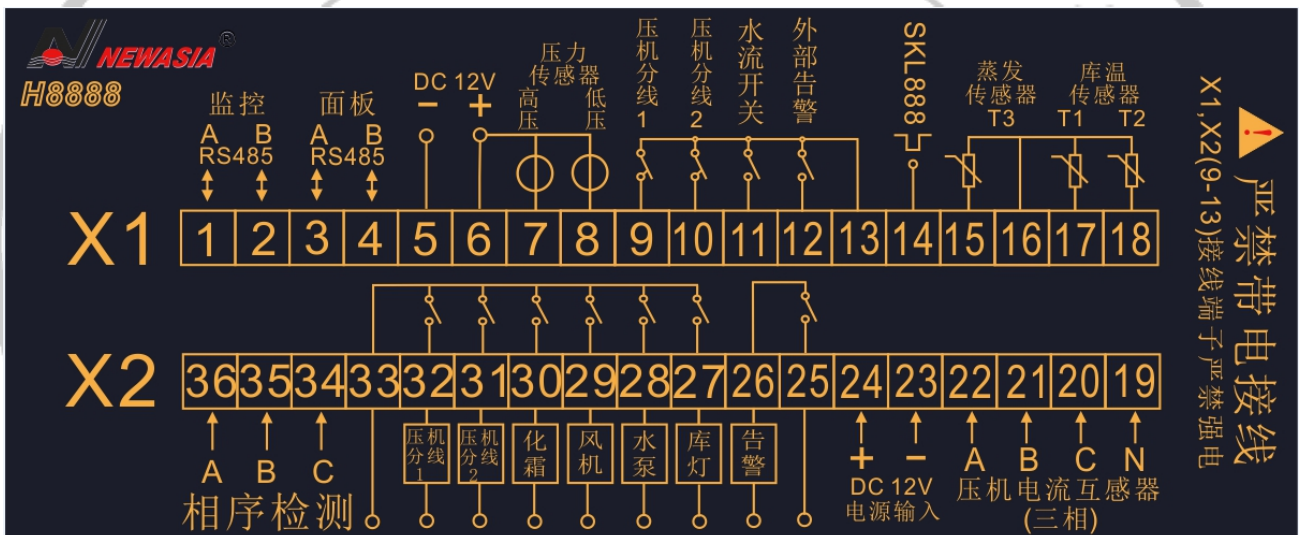 NEWASIA®
H8888
监控
A B
RS485
面板
A B
RS485
DC 12V
− +
压力
传感器
高压
低压
压机分线1
压机分线2
水流开关
外部告警
SKL888
蒸发
传感器
T3
库温
传感器
T1 T2
X1 1 2 3 4 5 6 7 8 9 10 11 12 13 14 15 16 17 18
X2 36 35 34 33 32 31 30 29 28 27 26 25 24 23 22 21 20 19
A B C
相序检测
压机分线1
压机分线2
化霜
风机
水泵
库灯
告警
+ −
DC 12V
电源输入
A B C N
压机电流互感器
(三相)
! 严禁带电接线
X1,X2(9-13)接线端子严禁强电